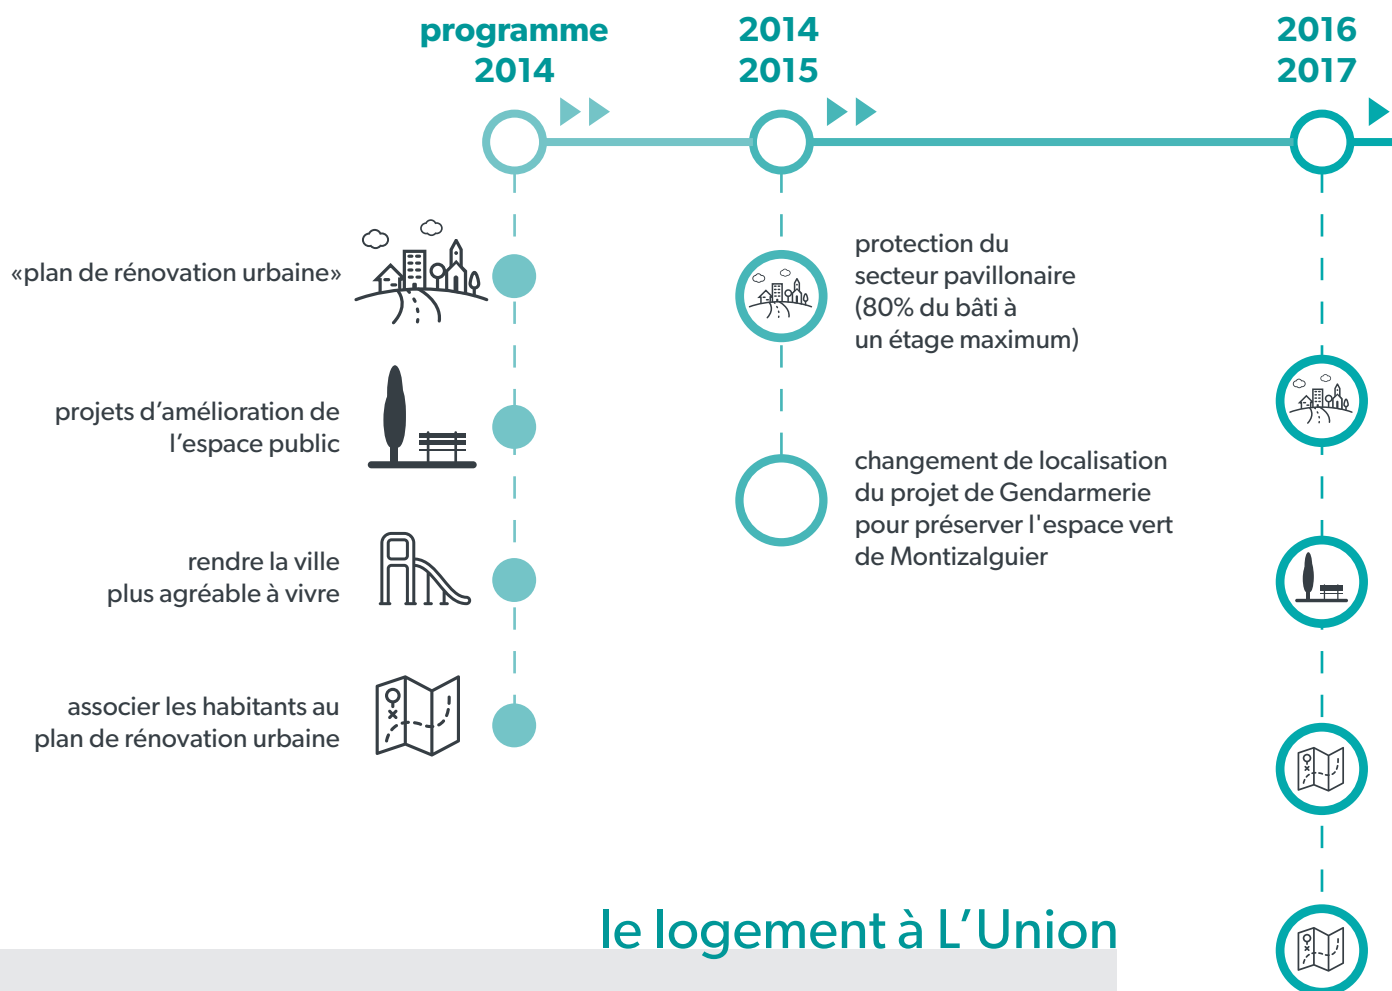 programme
2014
2014
2015
2016
2017
«plan de rénovation urbaine»
projets d’amélioration de
l’espace public
rendre la ville
plus agréable à vivre
associer les habitants au
plan de rénovation urbaine
protection du
secteur pavillonaire
(80% du bâti à
un étage maximum)
changement de localisation
du projet de Gendarmerie
pour préserver l'espace vert
de Montizalguier
le logement à L’Union